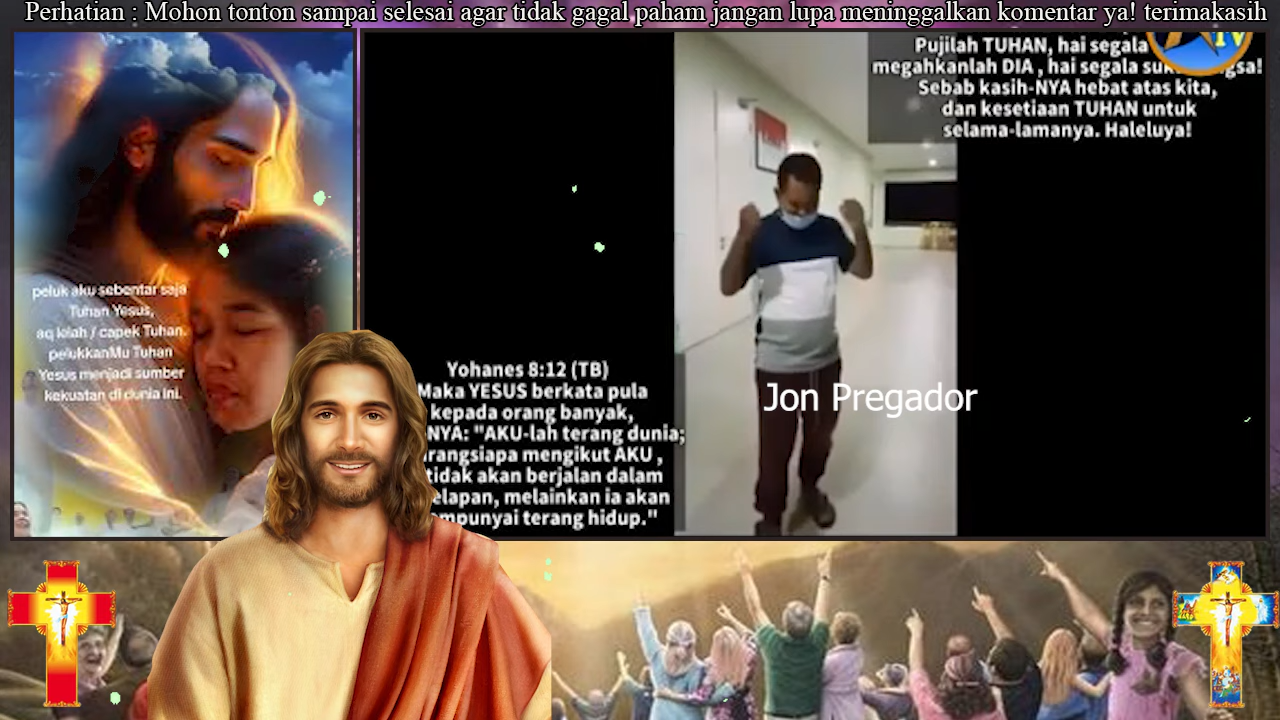 Perhatian : Mohon tonton sampai selesai agar tidak gagal paham jangan lupa meninggalkan komentar ya! terimakasih
Pujilah TUHAN, hai segala
megahkanlah DIA , hai segala
Sebab kasih-NYA hebat atas kita,
dan kesetiaan TUHAN untuk
selama-lamanya. Haleluya!
peluk aku sebentar saja
Tuhan Yesus,
aq lelah / capek Tuhan.
pelukkanMu Tuhan
Yesus menjadi sumber
kekuatan di dunia ini.
Yohanes 8:12 (TB)
Maka YESUS berkata pula
kepada orang banyak,
NYA: "AKU-lah terang dunia;
rangsiapa mengikut AKU ,
tidak akan berjalan dalam
elapan, melainkan ia akan
mpunyai terang hidup."
Jon Pregador